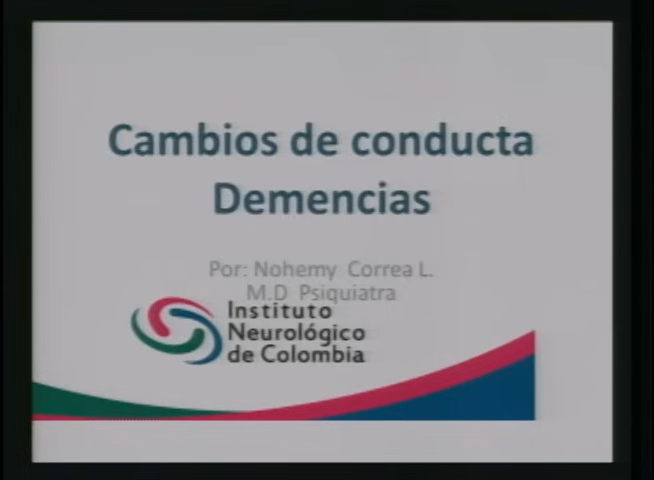 Cambios de conducta
Demencias
Por: Nohemy Correa L.
M.D Psiquiatra
Instituto
Neurológico
de Colombia